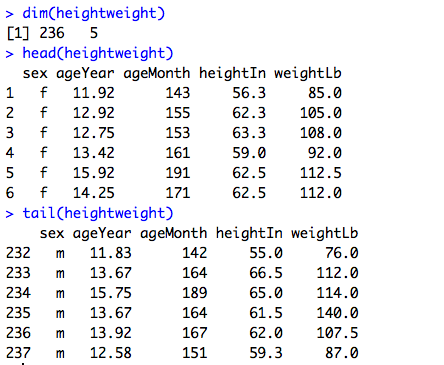 > dim(heightweight)
[1] 236   5
> head(heightweight)
  sex ageYear ageMonth heightIn weightLb
1   f   11.92      143     56.3     85.0
2   f   12.92      155     62.3    105.0
3   f   12.75      153     63.3    108.0
4   f   13.42      161     59.0     92.0
5   f   15.92      191     62.5    112.5
6   f   14.25      171     62.5    112.0
> tail(heightweight)
    sex ageYear ageMonth heightIn weightLb
232   m   11.83      142     55.0     76.0
233   m   13.67      164     66.5    112.0
234   m   15.75      189     65.0    114.0
235   m   13.67      164     61.5    140.0
236   m   13.92      167     62.0    107.5
237   m   12.58      151     59.3     87.0